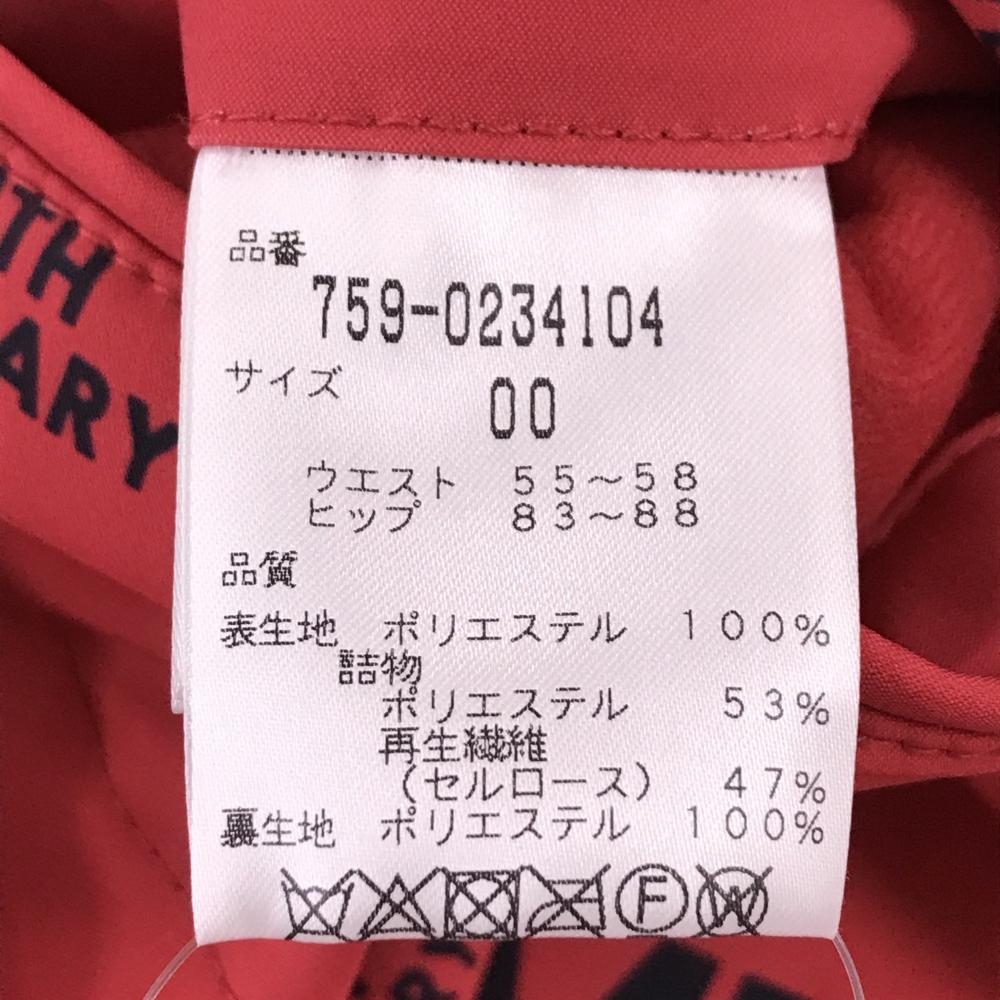 品番
759-0234104
サイズ
00
ウエスト 55〜58
ヒップ 83〜88
品質
表生地 ポリエステル 100%
詰物
ポリエステル 53%
再生繊維
(セルロース) 47%
裏生地 ポリエステル 100%
F W
TH
ARY